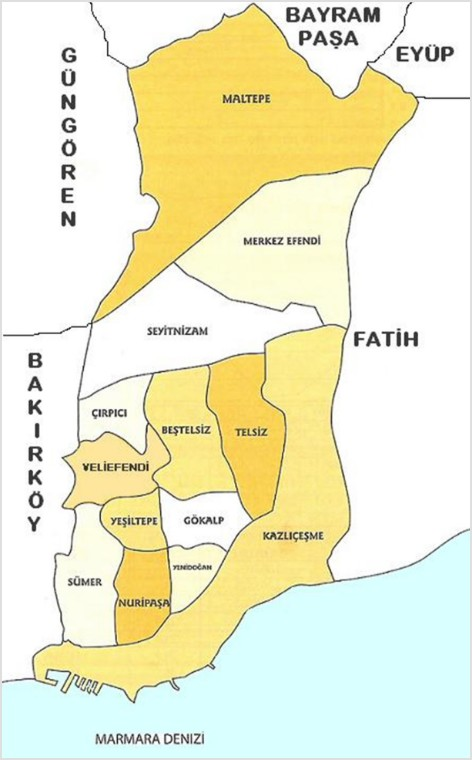 BAYRAM
PAŞA
EYÜP
GÜNGÖREN
MALTEPE
MERKEZ EFENDİ
SEYİTNİZAM
FATİH
BAKIRKÖY
ÇIRPICI
BEŞTELSİZ
TELSİZ
VELİEFENDİ
YEŞİLTEPE
GÖKALP
KAZLIÇEŞME
YENİDOĞAN
SÜMER
NURİPAŞA
MARMARA DENİZİ